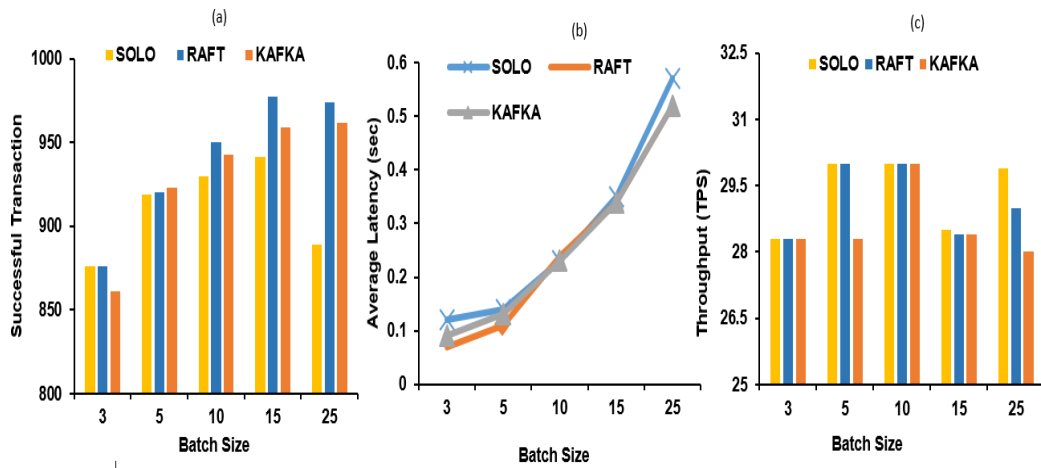 (a)
SOLO RAFT KAFKA
1000
950
900
850
800
Successful Transaction
3 5 10 15 25
Batch Size
(b)
SOLO RAFT
KAFKA
0.6
0.5
0.4
0.3
0.2
0.1
0
Average Latency (sec)
3 5 10 15 25
Batch Size
(c)
SOLO RAFT KAFKA
32.5
31
29.5
28
26.5
25
Throughput (TPS)
3 5 10 15 25
Batch Size